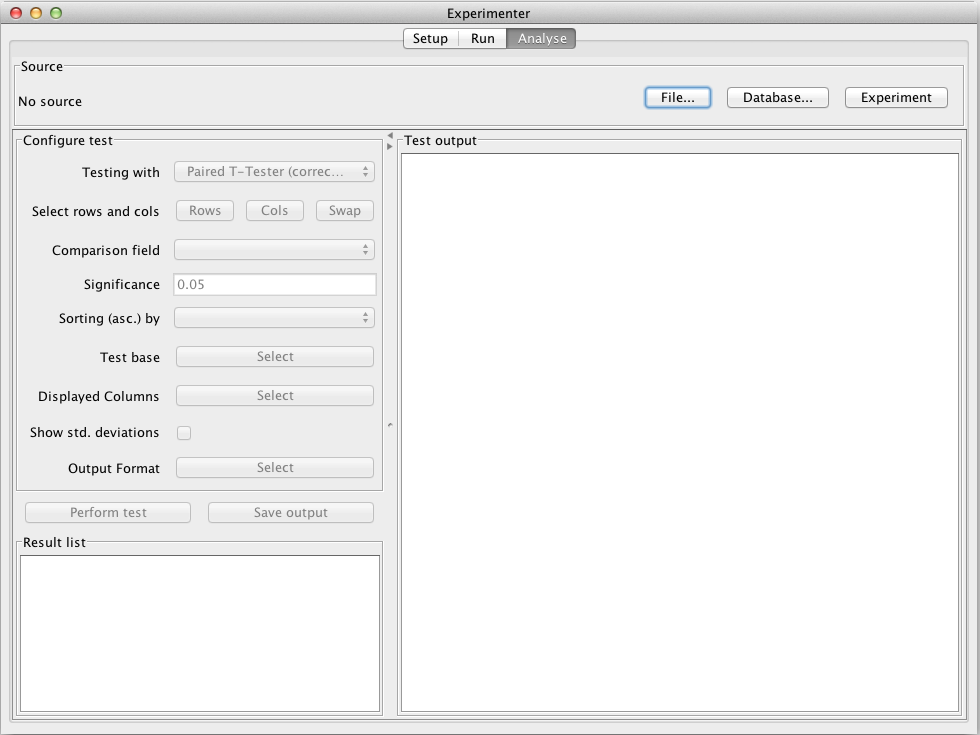 Experimenter
Setup Run Analyse
Source
No source File... Database... Experiment
Configure test
Testing with Paired T-Tester (correc...
Select rows and cols Rows Cols Swap
Comparison field
Significance 0.05
Sorting (asc.) by
Test base Select
Displayed Columns Select
Show std. deviations
Output Format Select
Perform test Save output
Result list
Test output